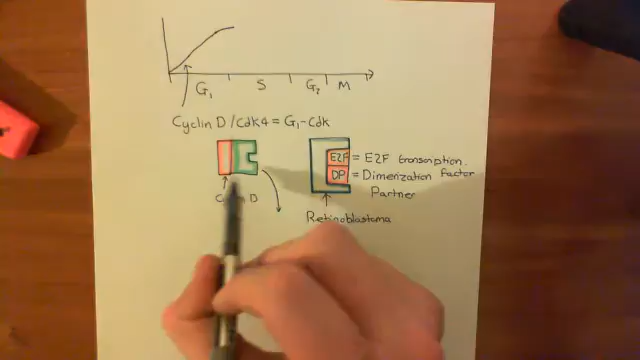 G₁ S G₂ M
Cyclin D/Cdk4 = G₁-Cdk
E2F = E2F transcription
DP = Dimerization Factor
Partner
D
Retinoblastoma